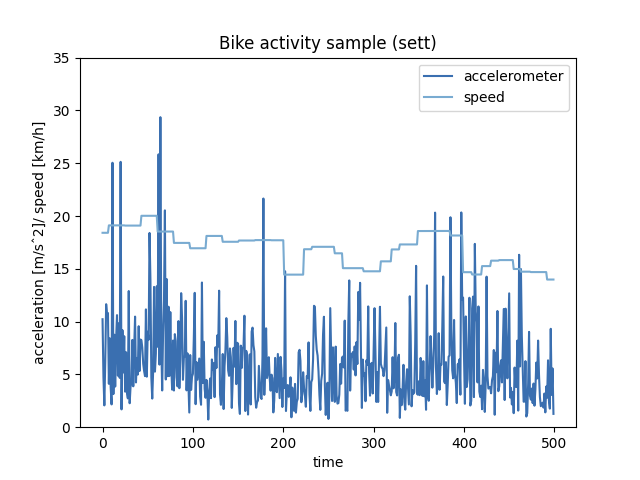 Bike activity sample (sett)
accelerometer
speed
acceleration [m/s^2]/ speed [km/h]
35
30
25
20
15
10
5
0
0 100 200 300 400 500
time